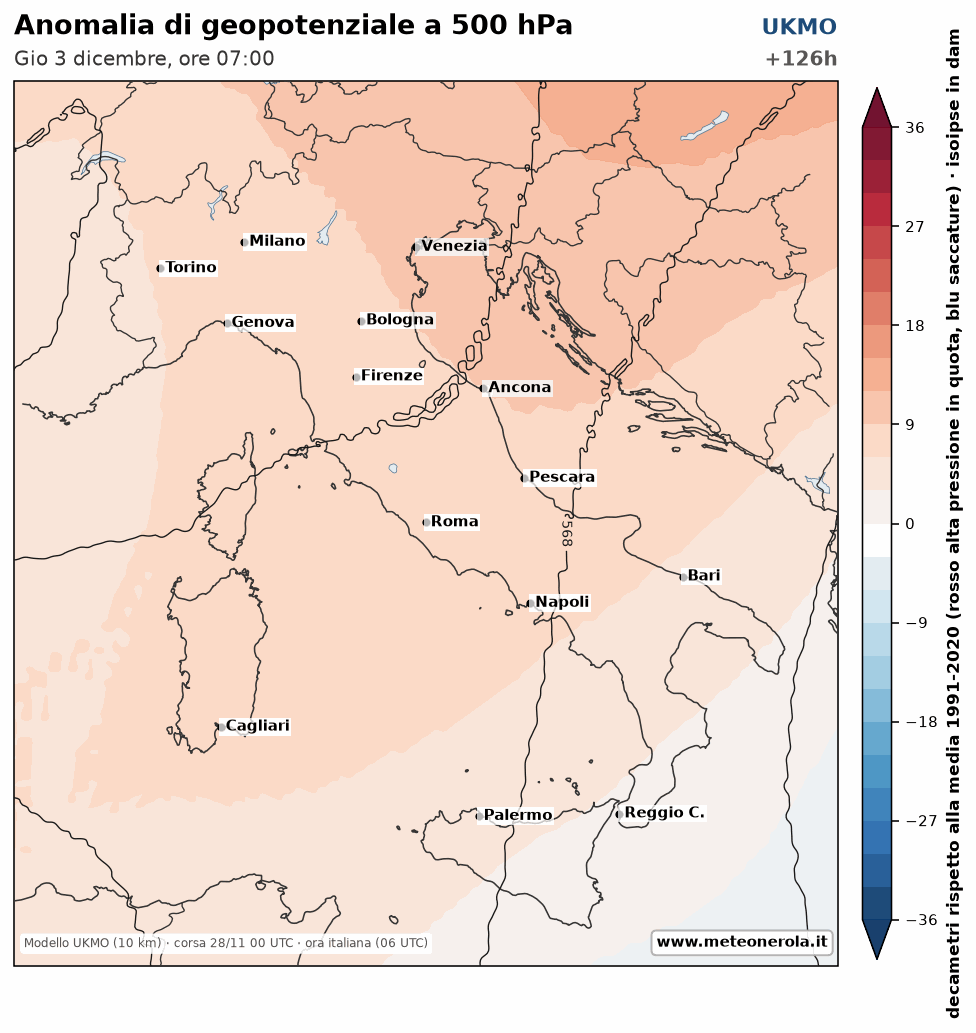 Anomalia di geopotenziale a 500 hPa
UKMO
Gio 3 dicembre, ore 07:00
+126h
Milano
Venezia
Torino
Genova
Bologna
Firenze
Ancona
Pescara
Roma
568
Bari
Napoli
Cagliari
Palermo
Reggio C.
Modello UKMO (10 km) · corsa 28/11 00 UTC · ora italiana (06 UTC)
www.meteonerola.it
36
27
18
9
0
−9
−18
−27
−36
decametri rispetto alla media 1991-2020 (rosso alta pressione in quota, blu saccature) · isoipse in dam